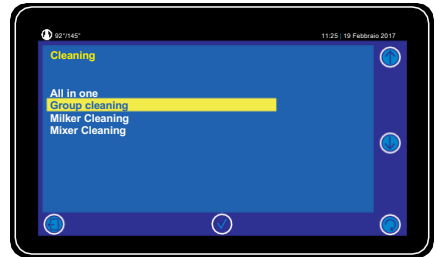 92°/145° 11:25 | 19 Febbraio 2017
Cleaning
All in one
Group cleaning
Milker Cleaning
Mixer Cleaning